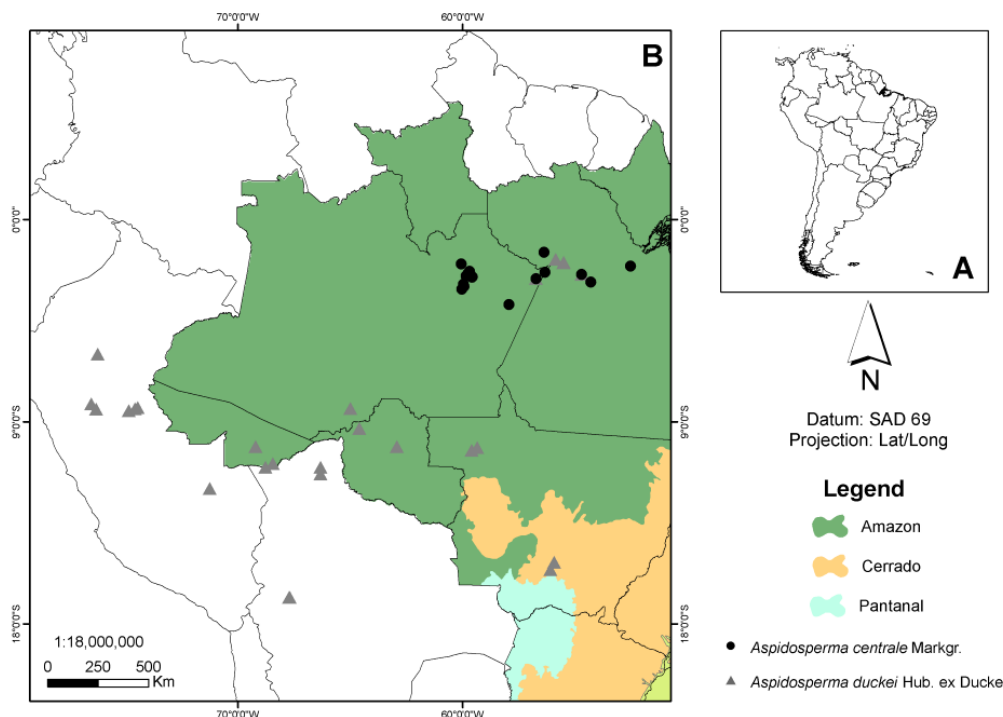 70°0'0"W
60°0'0"W
B
0°0'0"
9°0'0"S
18°0'0"S
1:18,000,000
0 250 500
Km
70°0'0"W
60°0'0"W
0°0'0"
9°0'0"S
18°0'0"S
A
N
Datum: SAD 69
Projection: Lat/Long
Legend
Amazon
Cerrado
Pantanal
Aspidosperma centrale Markgr.
Aspidosperma duckei Hub. ex Ducke